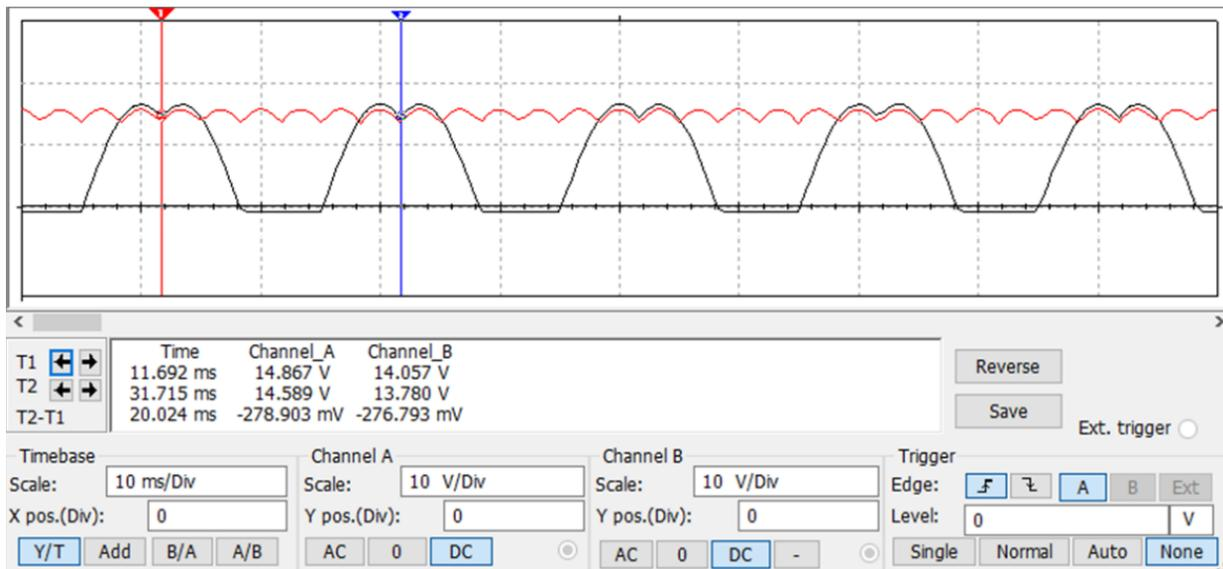 1 2
T1
T2
T2-T1
Time Channel_A Channel_B
11.692 ms 14.867 V 14.057 V
31.715 ms 14.589 V 13.780 V
20.024 ms -278.903 mV -276.793 mV
Reverse
Save
Ext. trigger
Timebase
Scale: 10 ms/Div
X pos.(Div): 0
Y/T Add B/A A/B
Channel A
Scale: 10 V/Div
Y pos.(Div): 0
AC 0 DC
Channel B
Scale: 10 V/Div
Y pos.(Div): 0
AC 0 DC -
Trigger
Edge: A B Ext
Level: 0 V
Single Normal Auto None